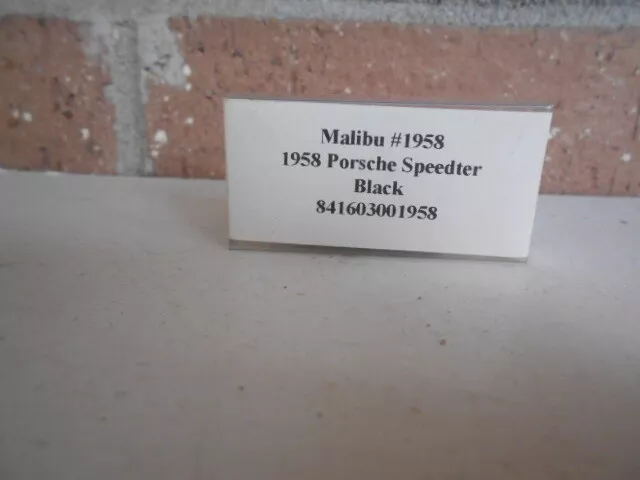 Malibu #1958
1958 Porsche Speedter
Black
841603001958